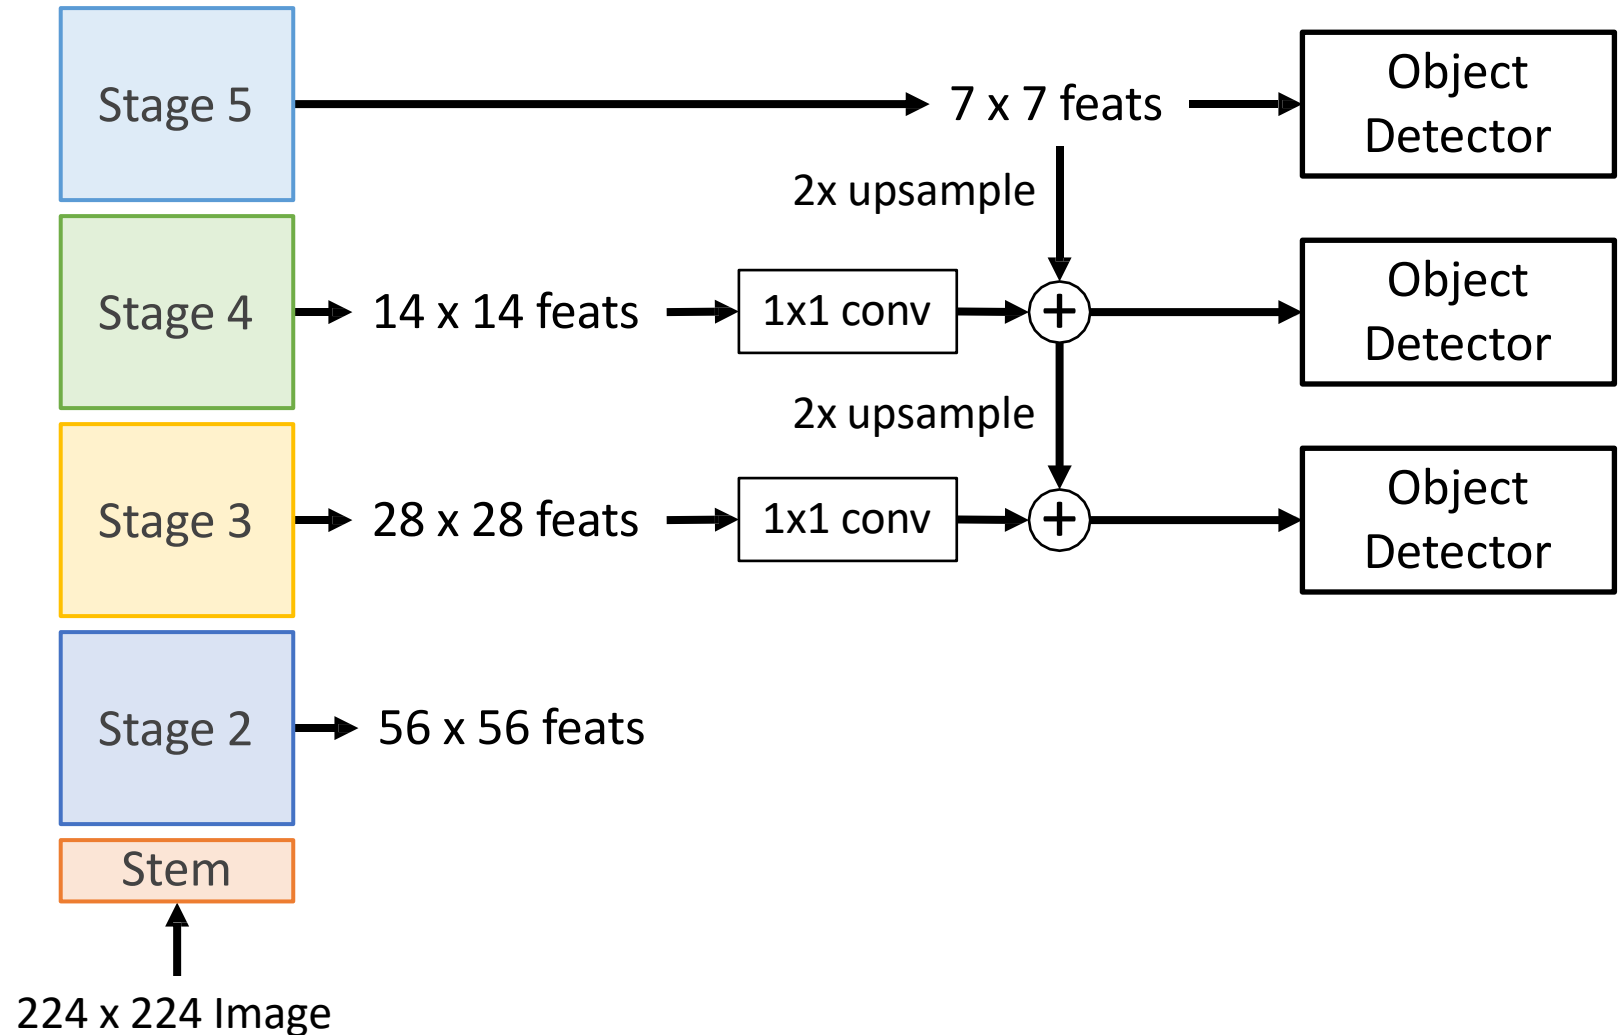 Stage 5
7 x 7 feats
Object
Detector
2x upsample
Stage 4
14 x 14 feats
1x1 conv
+
Object
Detector
2x upsample
Stage 3
28 x 28 feats
1x1 conv
+
Object
Detector
Stage 2
56 x 56 feats
Stem
224 x 224 Image